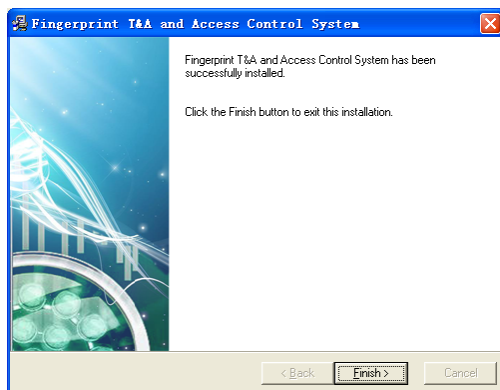 Fingerprint T&A and Access Control System
Fingerprint T&A and Access Control System has been
successfully installed.
Click the Finish button to exit this installation.
< Back
Finish >
Cancel